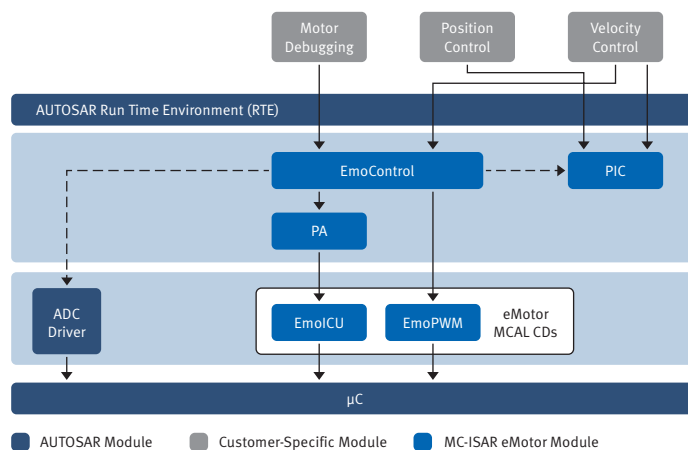 Motor
Debugging
Position
Control
Velocity
Control
AUTOSAR Run Time Environment (RTE)
EmoControl
PIC
PA
ADC
Driver
EmoICU
EmoPWM
eMotor
MCAL CDs
µC
AUTOSAR Module
Customer-Specific Module
MC-ISAR eMotor Module